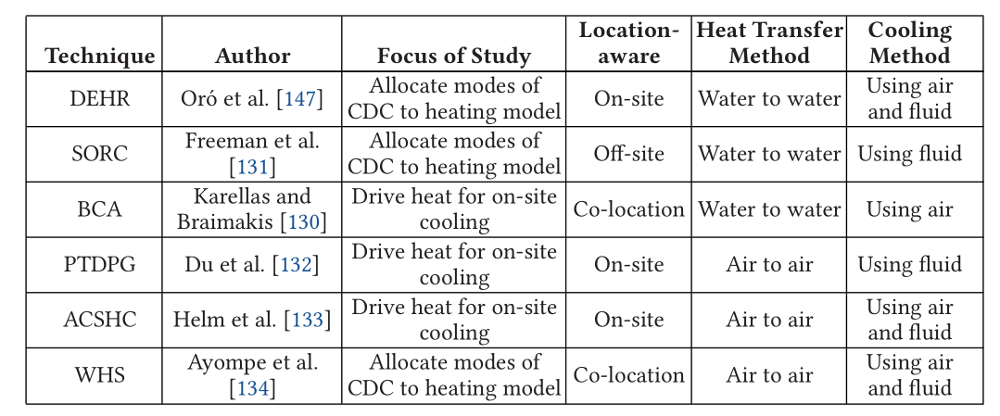 Technique Author Focus of Study Location-aware Heat Transfer Method Cooling Method
DEHR Oró et al. [147] Allocate modes of CDC to heating model On-site Water to water Using air and fluid
SORC Freeman et al. [131] Allocate modes of CDC to heating model Off-site Water to water Using fluid
BCA Karellas and Braimakis [130] Drive heat for on-site cooling Co-location Water to water Using air
PTDPG Du et al. [132] Drive heat for on-site cooling On-site Air to air Using fluid
ACSHC Helm et al. [133] Drive heat for on-site cooling On-site Air to air Using air and fluid
WHS Ayompe et al. [134] Allocate modes of CDC to heating model Co-location Air to air Using air and fluid